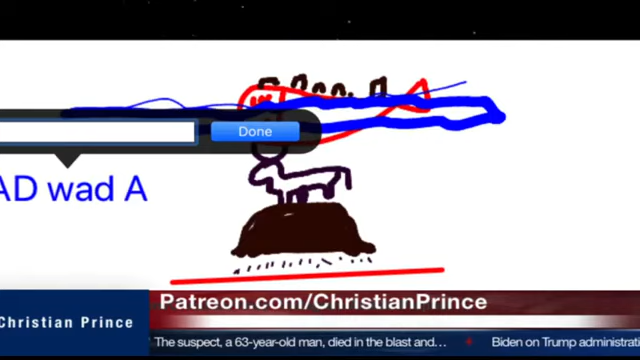 Done
AD wad A
Patreon.com/ChristianPrince
Christian Prince
The suspect, a 63-year-old man, died in the blast and… Biden on Trump administrati